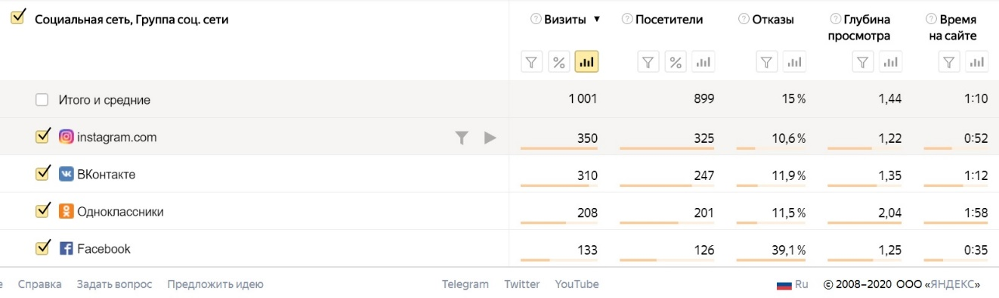 Социальная сеть, Группа соц. сети
? Визиты ▼ ? Посетители ? Отказы ? Глубина просмотра ? Время на сайте
% %
Итого и средние 1 001 899 15 % 1,44 1:10
instagram.com 350 325 10,6 % 1,22 0:52
ВКонтакте 310 247 11,9 % 1,35 1:12
Одноклассники 208 201 11,5 % 2,04 1:58
Facebook 133 126 39,1 % 1,25 0:35
е Справка Задать вопрос Предложить идею Telegram Twitter YouTube Ru © 2008–2020 ООО «ЯНДЕКС»